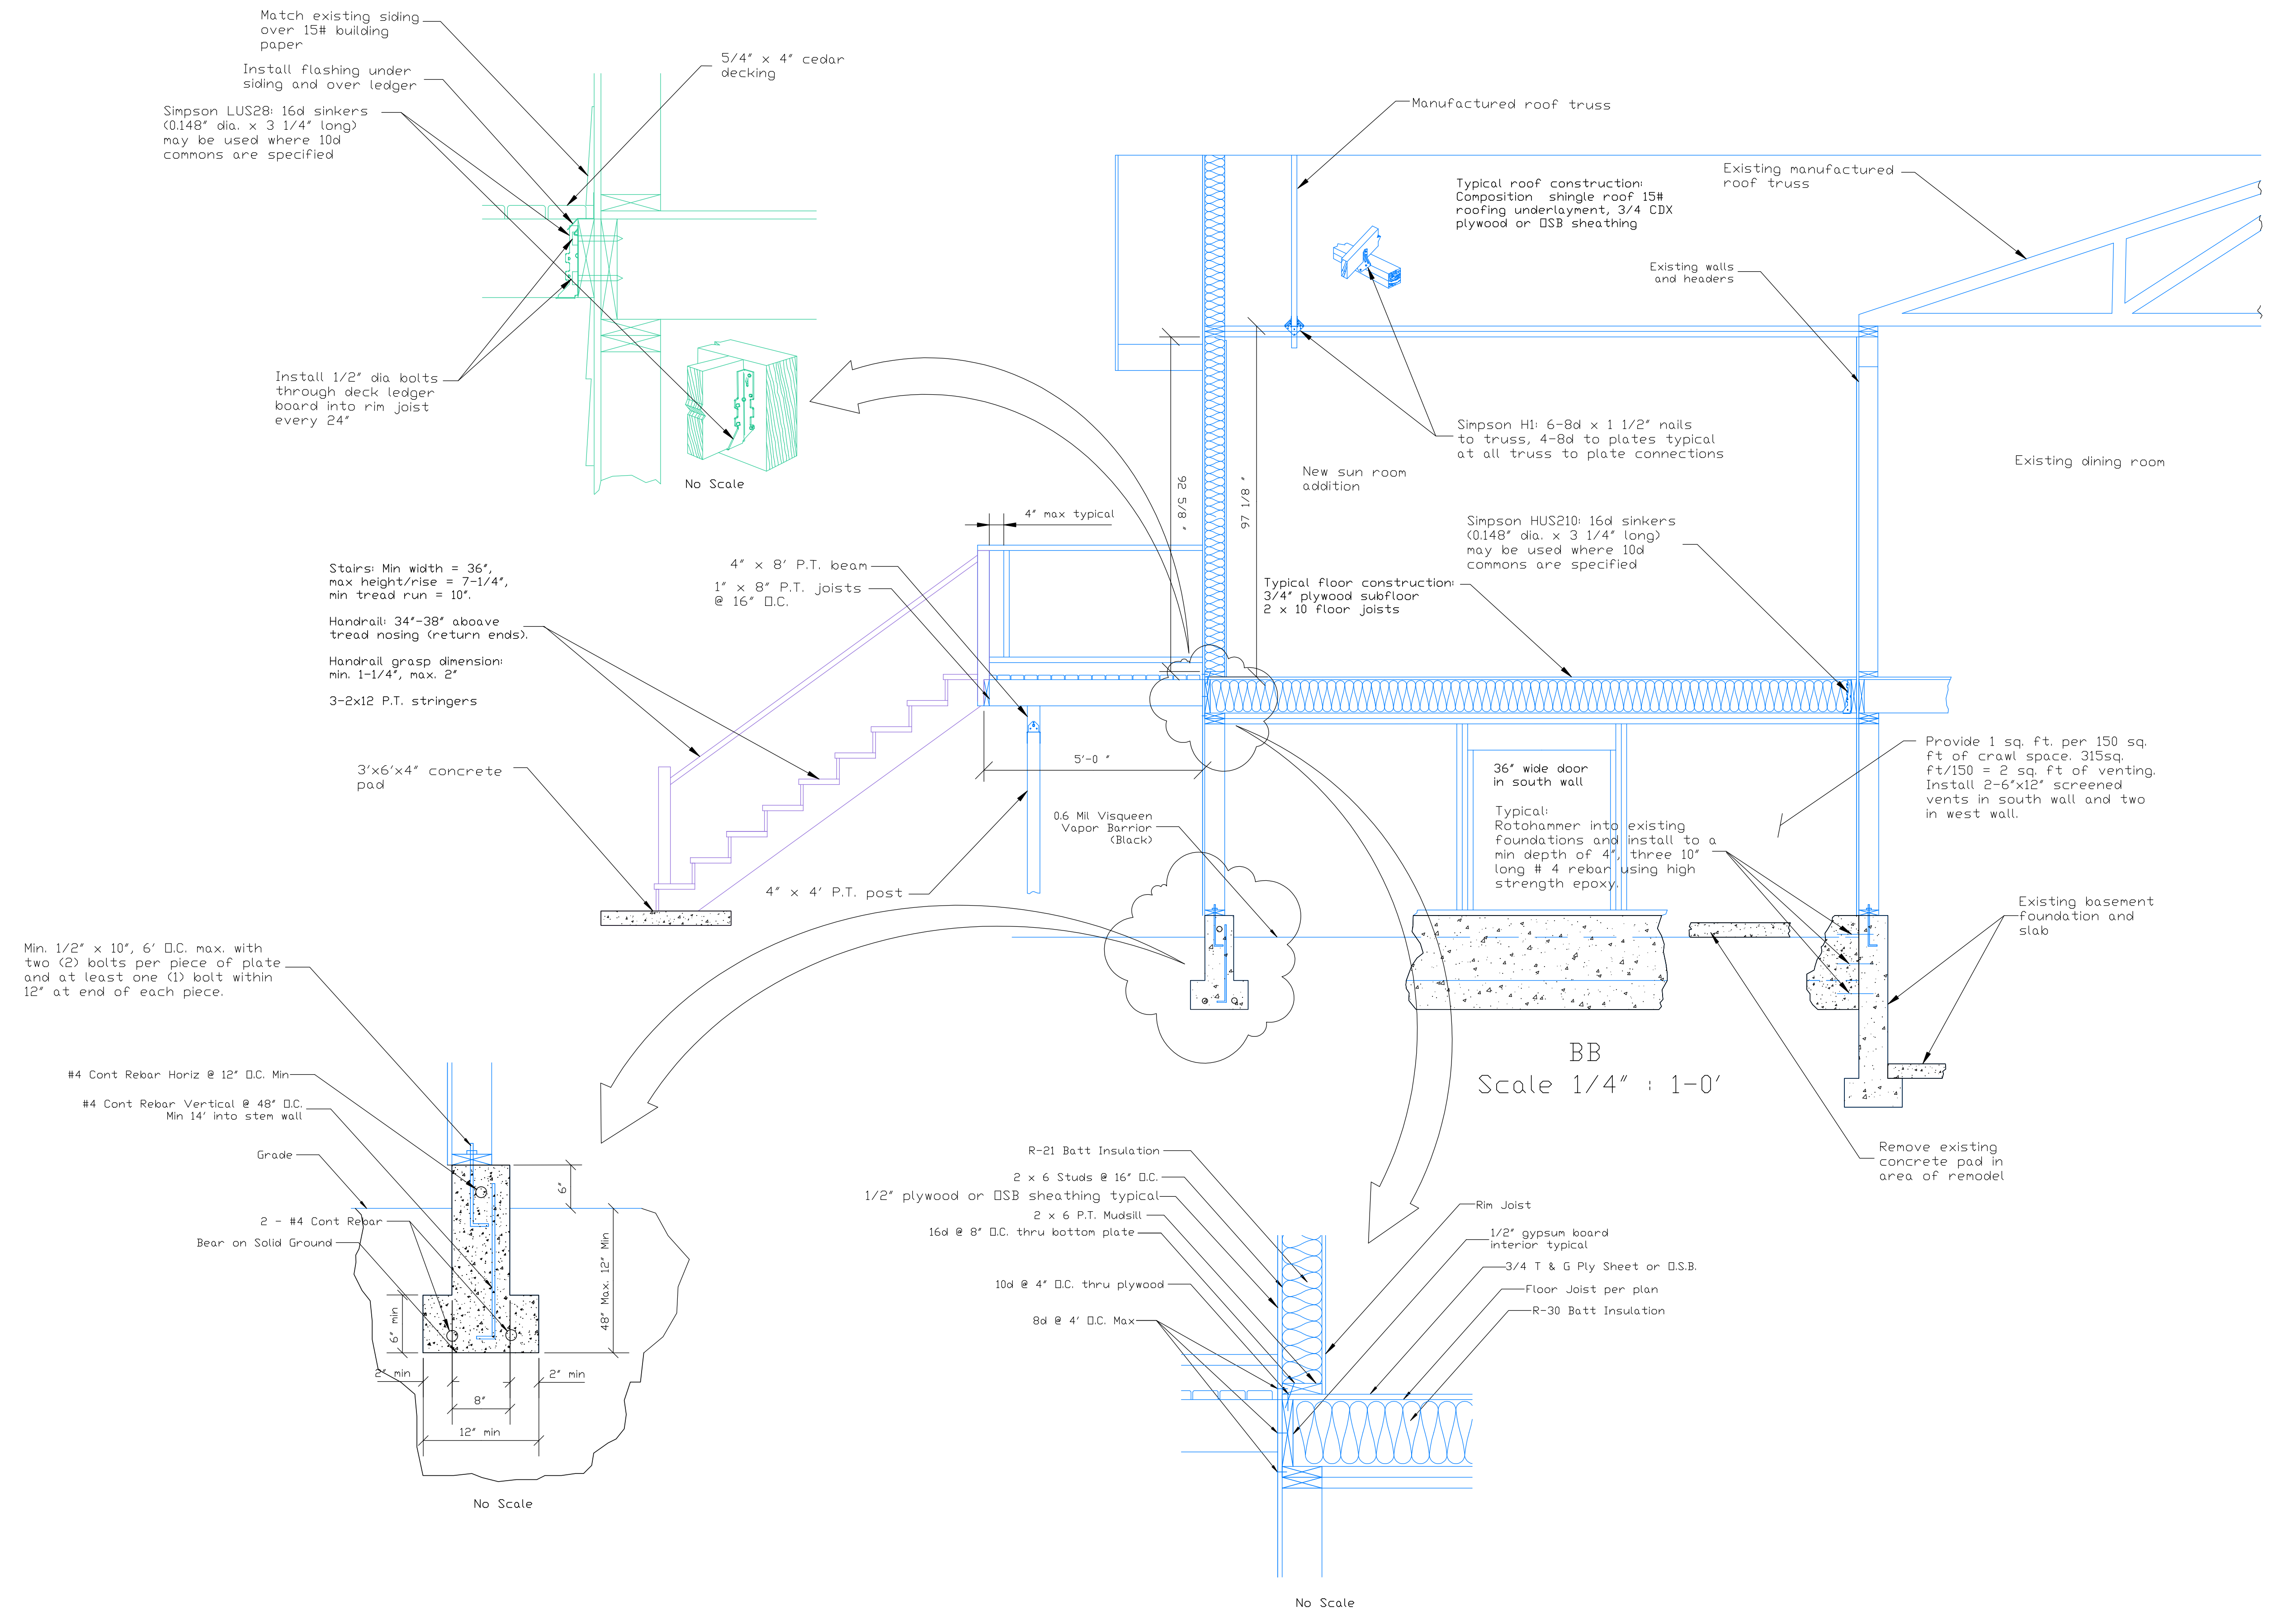 Match existing siding
over 15# building
paper
Install flashing under
siding and over ledger
Simpson LUS28: 16d sinkers
(0.148" dia. x 3 1/4" long)
may be used where 10d
commons are specified
5/4" x 4" cedar
decking
Install 1/2" dia bolts
through deck ledger
board into rim joist
every 24"
No Scale
Manufactured roof truss
Typical roof construction:
Composition shingle roof 15#
roofing underlayment, 3/4 CDX
plywood or OSB sheathing
Existing manufactured
roof truss
Existing walls
and headers
Simpson H1: 6-8d x 1 1/2" nails
to truss, 4-8d to plates typical
at all truss to plate connections
New sun room
addition
Existing dining room
92 5/8 "
97 1/8 "
4" max typical
Simpson HUS210: 16d sinkers
(0.148" dia. x 3 1/4" long)
may be used where 10d
commons are specified
Typical floor construction:
3/4" plywood subfloor
2 x 10 floor joists
4" x 8' P.T. beam
1" x 8" P.T. joists
@ 16" O.C.
Stairs: Min width = 36",
max height/rise = 7-1/4",
min tread run = 10".
Handrail: 34"-38" aboave
tread nosing (return ends).
Handrail grasp dimension:
min. 1-1/4", max. 2"
3-2x12 P.T. stringers
3'x6'x4" concrete
pad
5'-0 "
4" x 4' P.T. post
0.6 Mil Visqueen
Vapor Barrior
(Black)
36" wide door
in south wall
Typical:
Rotohammer into existing
foundations and install to a
min depth of 4", three 10"
long # 4 rebar using high
strength epoxy.
Provide 1 sq. ft. per 150 sq.
ft of crawl space. 315sq.
ft/150 = 2 sq. ft of venting.
Install 2-6"x12" screened
vents in south wall and two
in west wall.
Existing basement
foundation and
slab
Remove existing
concrete pad in
area of remodel
BB
Scale 1/4" : 1-0'
Min. 1/2" x 10", 6' O.C. max. with
two (2) bolts per piece of plate
and at least one (1) bolt within
12" at end of each piece.
#4 Cont Rebar Horiz @ 12" O.C. Min
#4 Cont Rebar Vertical @ 48" O.C.
Min 14' into stem wall
Grade
2 - #4 Cont Rebar
Bear on Solid Ground
6"
48" Max. 12" Min
6" min
2" min
2" min
8"
12" min
No Scale
R-21 Batt Insulation
2 x 6 Studs @ 16" O.C.
1/2" plywood or OSB sheathing typical
2 x 6 P.T. Mudsill
16d @ 8" O.C. thru bottom plate
10d @ 4" O.C. thru plywood
8d @ 4' O.C. Max
Rim Joist
1/2" gypsum board
interior typical
3/4 T & G Ply Sheet or O.S.B.
Floor Joist per plan
R-30 Batt Insulation
No Scale